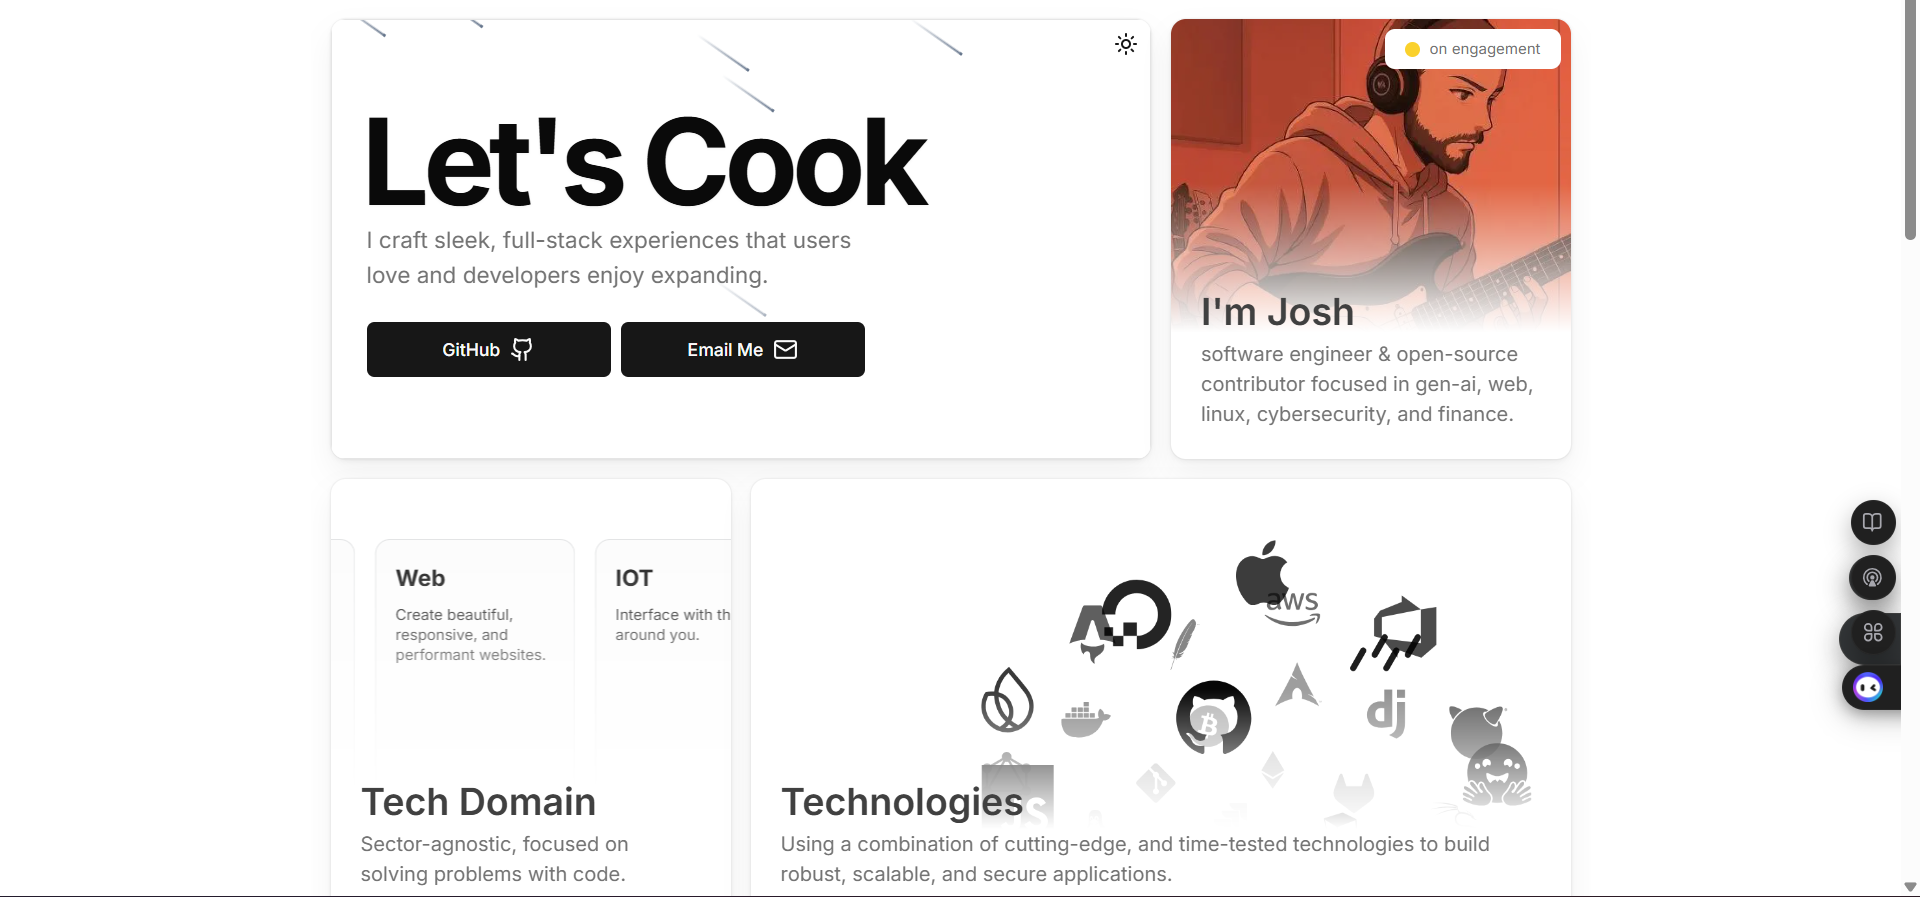 on engagement
Let's Cook
I craft sleek, full-stack experiences that users
love and developers enjoy expanding.
GitHub
Email Me
I'm Josh
software engineer & open-source
contributor focused in gen-ai, web,
linux, cybersecurity, and finance.
Web
Create beautiful,
responsive, and
performant websites.
IOT
Interface with th
around you.
Tech Domain
Sector-agnostic, focused on
solving problems with code.
aws
dj
S
Technologies
Using a combination of cutting-edge, and time-tested technologies to build
robust, scalable, and secure applications.